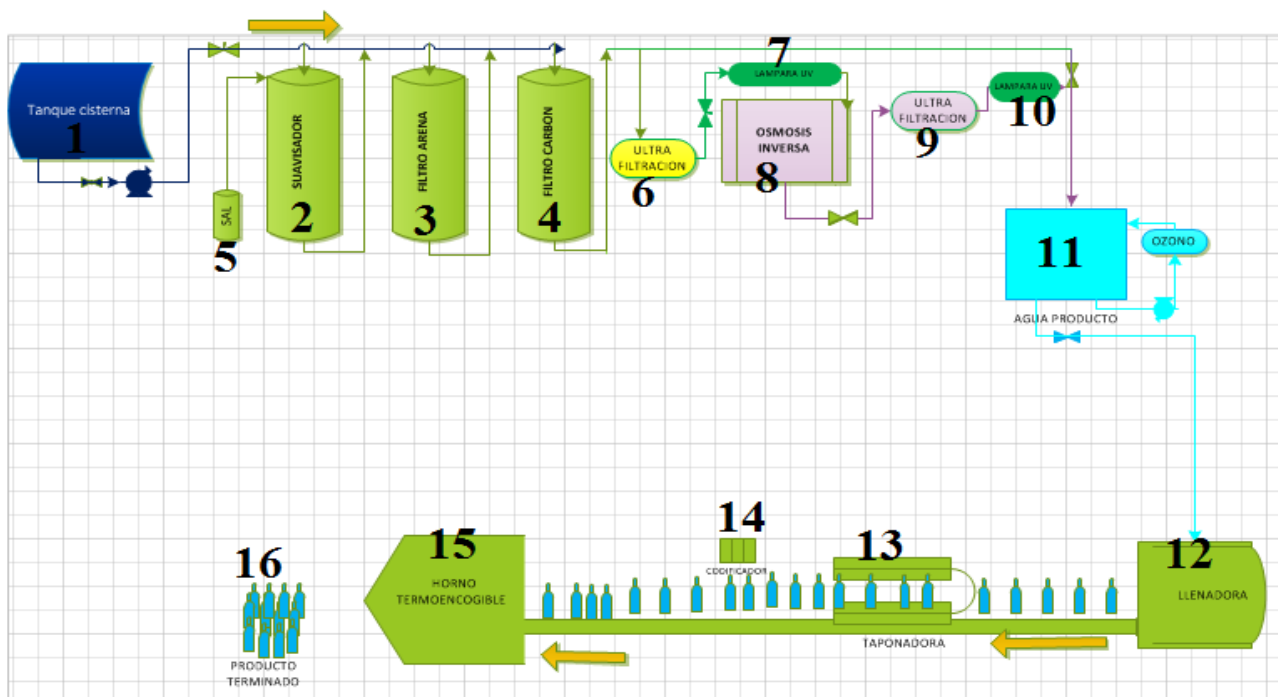 7
LAMPARA UV
Tanque cisterna
1
SUAVISADOR
2
FILTRO ARENA
3
FILTRO CARBON
4
SAL
5
ULTRA
FILTRACION
6
OSMOSIS
INVERSA
8
ULTRA
FILTRACION
9
LAMPARA UV
10
11
OZONO
AGUA PRODUCTO
16
PRODUCTO
TERMINADO
15
HORNO
TERMOENCOGIBLE
14
CODIFICADOR
13
TAPONADORA
12
LLENADORA